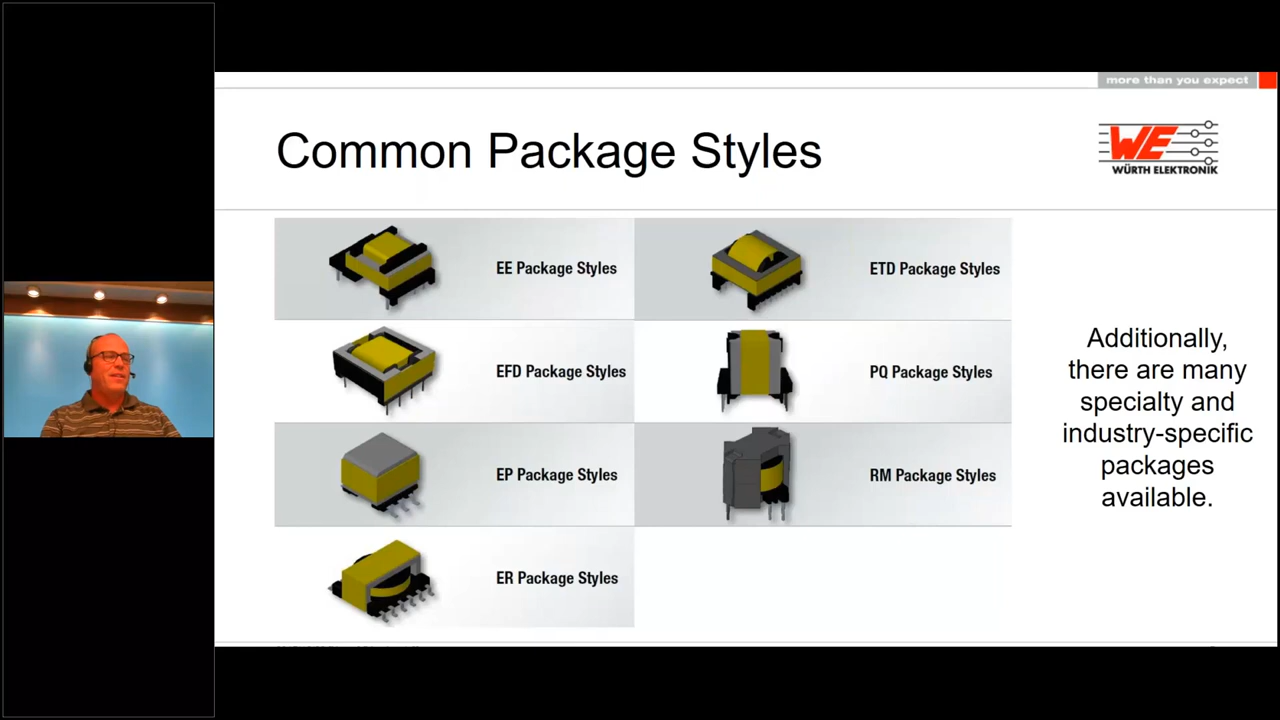 more than you expect
Common Package Styles
WE
WÜRTH ELEKTRONIK
EE Package Styles
ETD Package Styles
EFD Package Styles
PQ Package Styles
EP Package Styles
RM Package Styles
ER Package Styles
Additionally,
there are many
specialty and
industry-specific
packages
available.